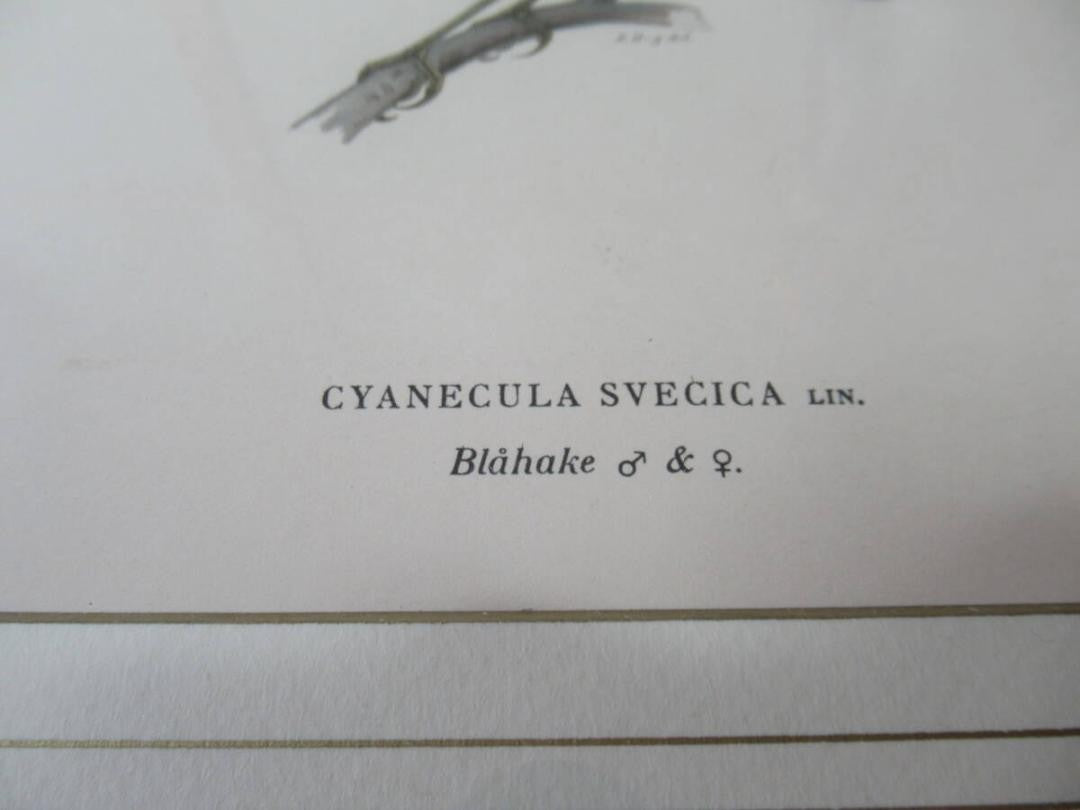 CYANECULA SVECICA LIN.
Blåhake ♂ & ♀.